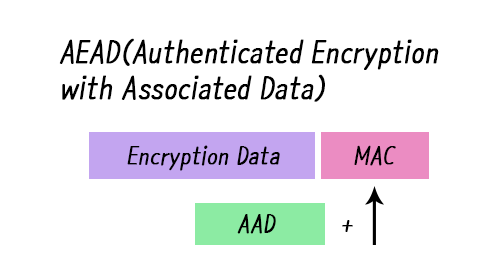 AEAD(Authenticated Encryption
with Associated Data)
Encryption Data MAC
AAD +